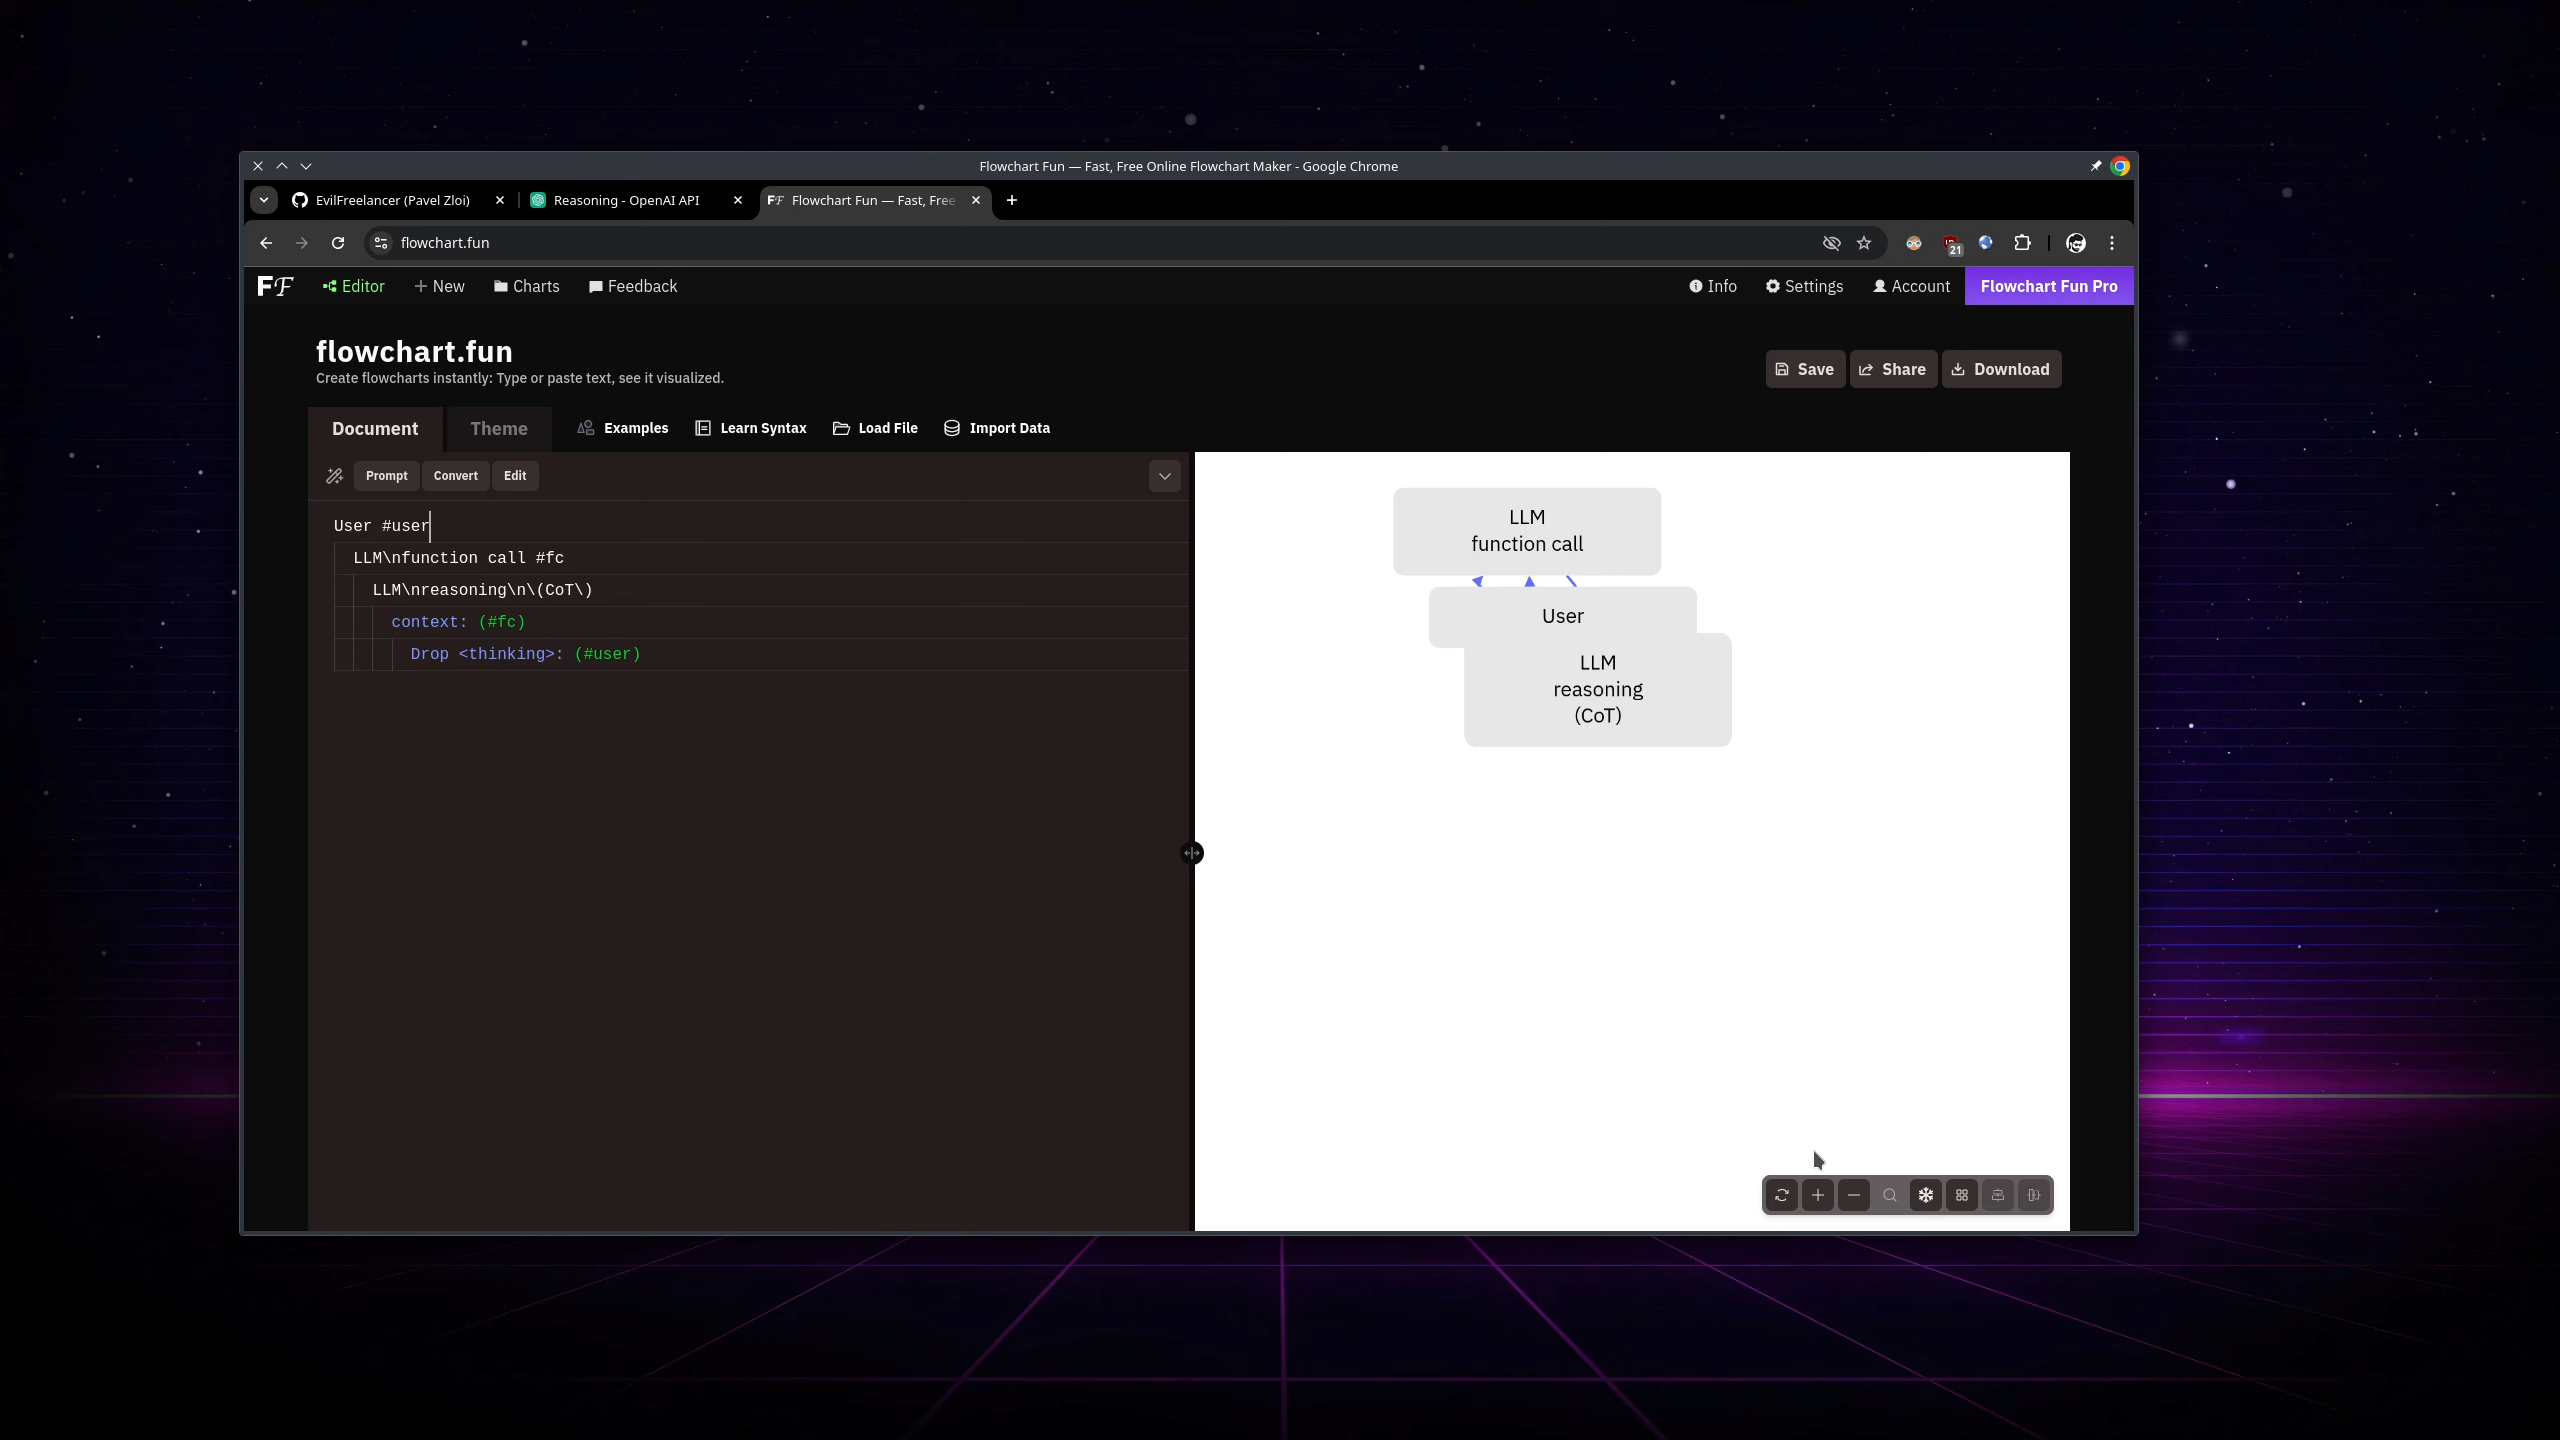 Flowchart Fun — Fast, Free Online Flowchart Maker - Google Chrome
EvilFreelancer (Pavel Zloi)
Reasoning - OpenAI API
FF Flowchart Fun — Fast, Free
flowchart.fun
21
FF
Editor
New
Charts
Feedback
Info
Settings
Account
Flowchart Fun Pro
flowchart.fun
Create flowcharts instantly: Type or paste text, see it visualized.
Save
Share
Download
Document
Theme
Examples
Learn Syntax
Load File
Import Data
Prompt
Convert
Edit
User #user
LLM\nfunction call #fc
LLM\nreasoning\n\(CoT\)
context: (#fc)
Drop <thinking>: (#user)
LLM
function call
User
LLM
reasoning
(CoT)